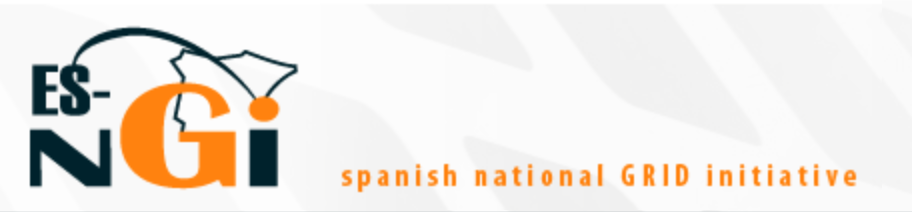 ES-
NGi
spanish national GRID initiative